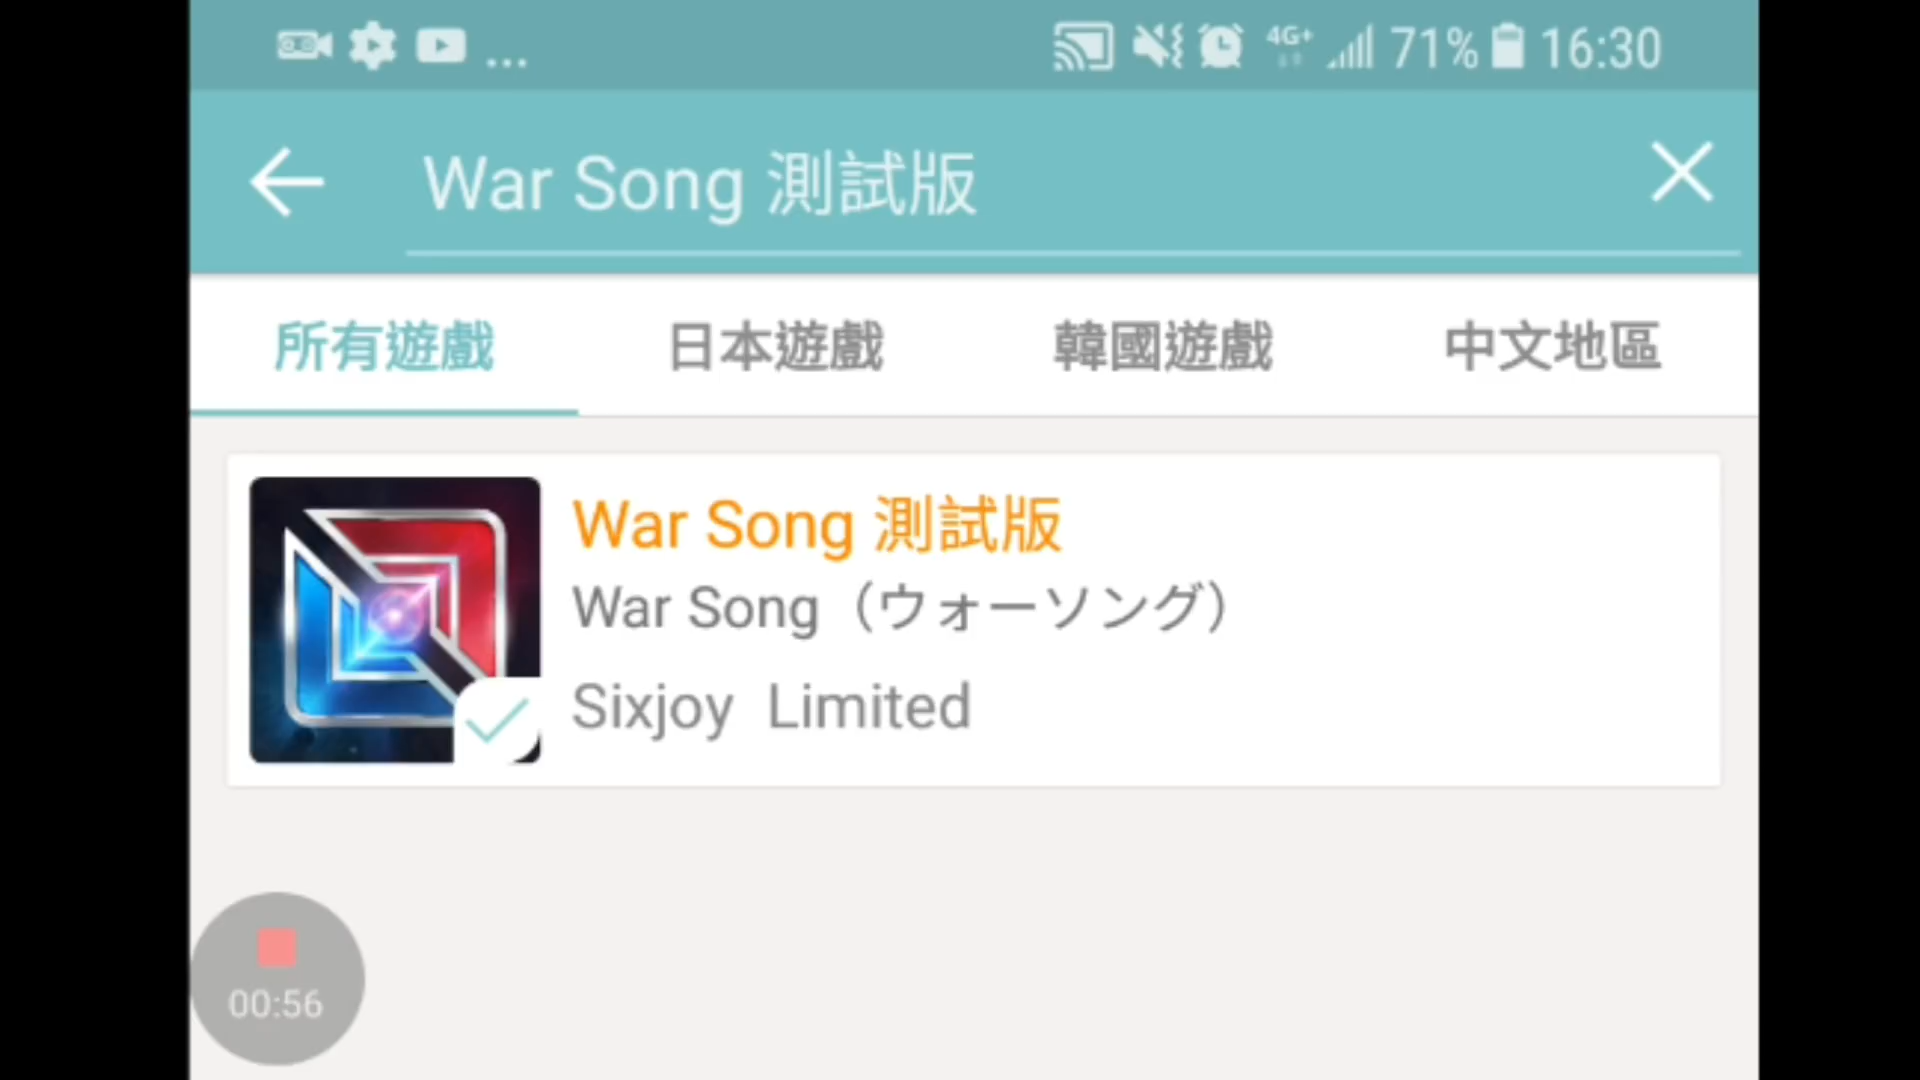 ... 4G+ 71% 16:30
War Song 測試版
所有遊戲 日本遊戲 韓國遊戲 中文地區
War Song 測試版
War Song（ウォーソング）
Sixjoy Limited
00:56